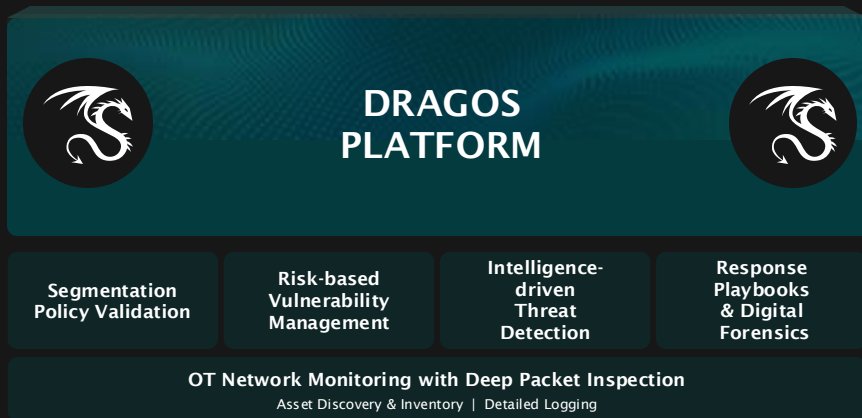 DRAGOS
PLATFORM
Segmentation
Policy Validation
Risk-based
Vulnerability
Management
Intelligence-
driven
Threat
Detection
Response
Playbooks
& Digital
Forensics
OT Network Monitoring with Deep Packet Inspection
Asset Discovery & Inventory | Detailed Logging